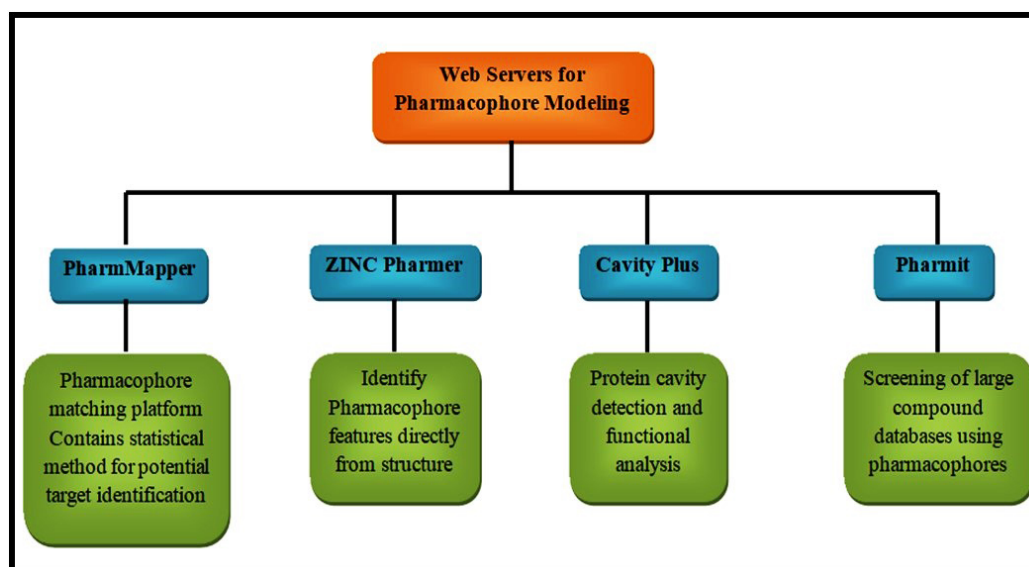 Web Servers for
Pharmacophore Modeling
PharmMapper
ZINC Pharmer
Cavity Plus
Pharmit
Pharmacophore
matching platform
Contains statistical
method for potential
target identification
Identify
Pharmacophore
features directly
from structure
Protein cavity
detection and
functional
analysis
Screening of large
compound
databases using
pharmacophores